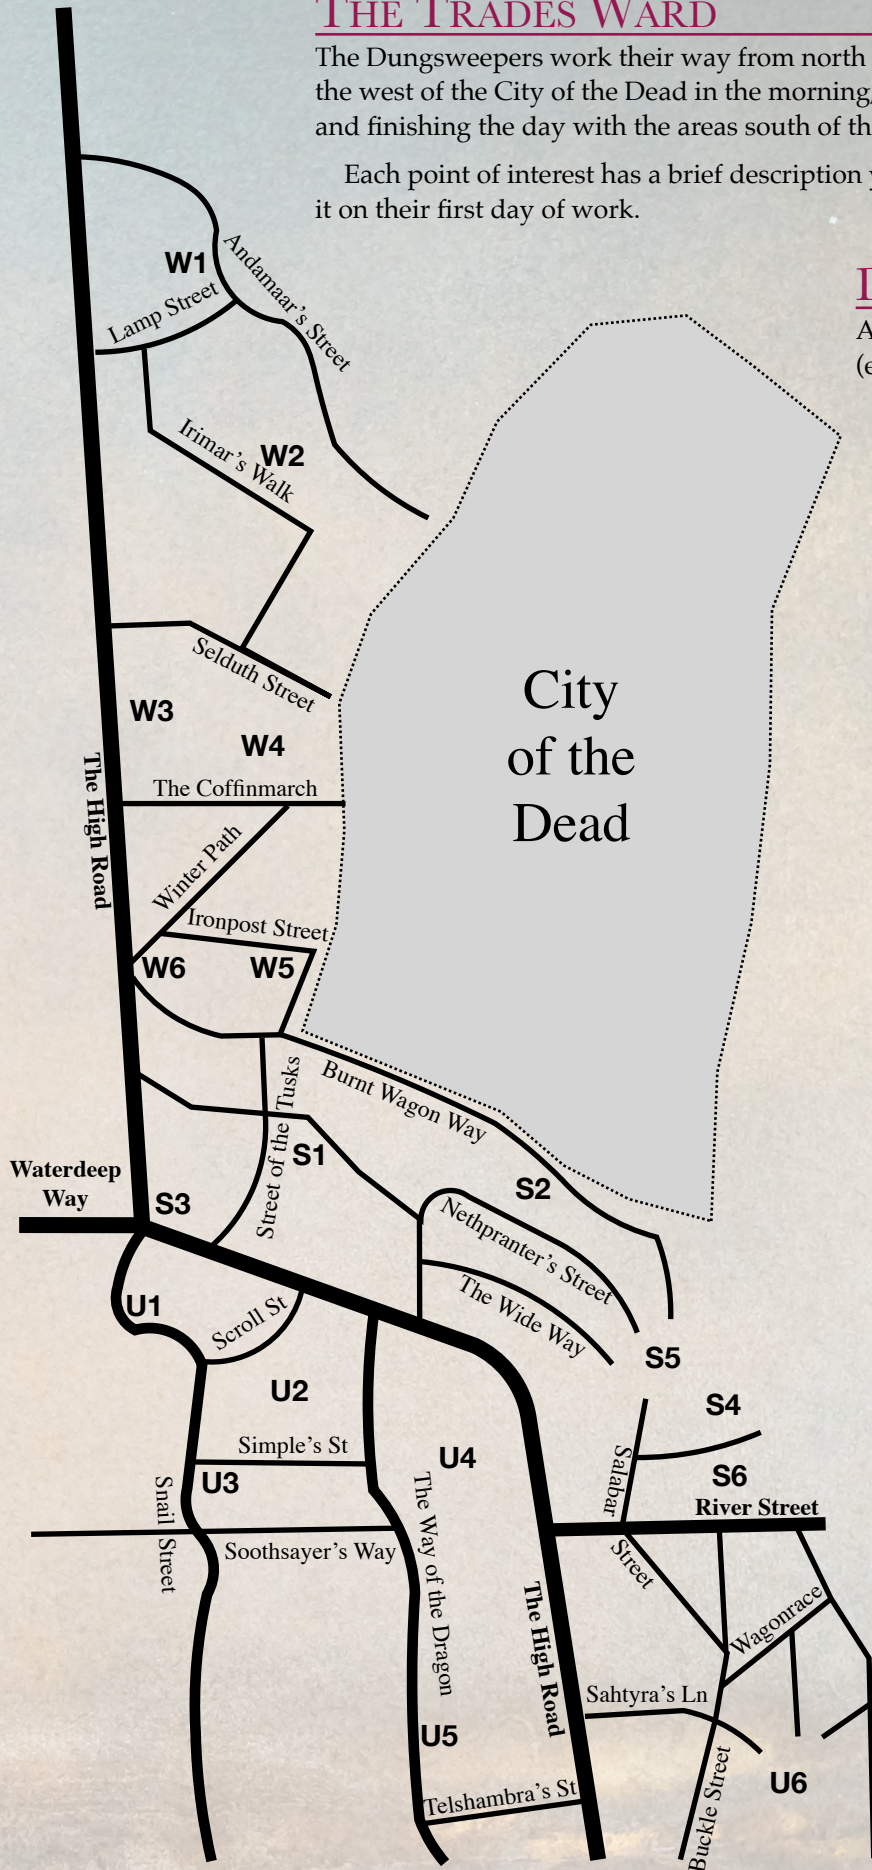 THE TRADES WARD
The Dungsweepers work their way from north
the west of the City of the Dead in the morning,
and finishing the day with the areas south of th
Each point of interest has a brief description y
it on their first day of work.
A
(e
W1
Andamaar's Street
Lamp Street
Irimar's Walk
W2
Selduth Street
W3
W4
City
of the
Dead
The High Road
The Coffinmarch
Winter Path
Ironpost Street
W6
W5
Burnt Wagon Way
Street of the Tusks
S1
Waterdeep
Way
S3
S2
Nethpranter's Street
The Wide Way
U1
Scroll St
S5
U2
S4
Simple's St
U4
U3
S6
Salabar
Street
River Street
Snail Street
Soothsayer's Way
The Way of the Dragon
The High Road
Wagonrace
Sahtyra's Ln
U5
U6
Telshambra's St
Buckle Street